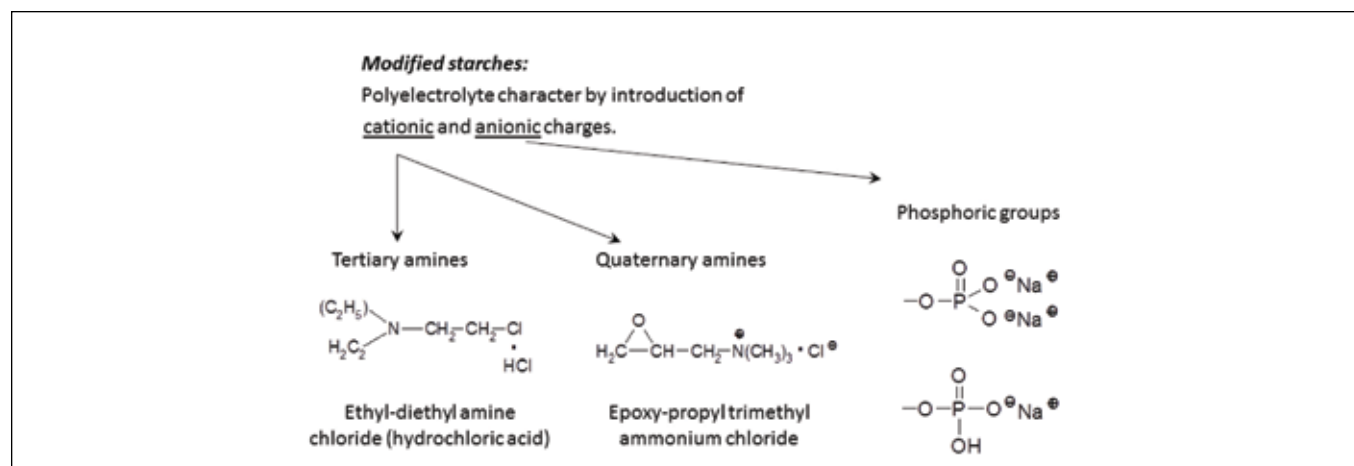 Modified starches:
Polyelectrolyte character by introduction of
cationic and anionic charges.
Phosphoric groups
Tertiary amines
Quaternary amines
(C₂H₅)
N—CH₂—CH₂—Cl
H₂C₂
•
HCl
O
H₂C—CH—CH₂—N(CH₃)₃ • Cl⊖
⊕
O
—O—P
O ⊖Na⊕
O ⊖Na⊕
O
—O—P—O⊖Na⊕
OH
Ethyl-diethyl amine
chloride (hydrochloric acid)
Epoxy-propyl trimethyl
ammonium chloride